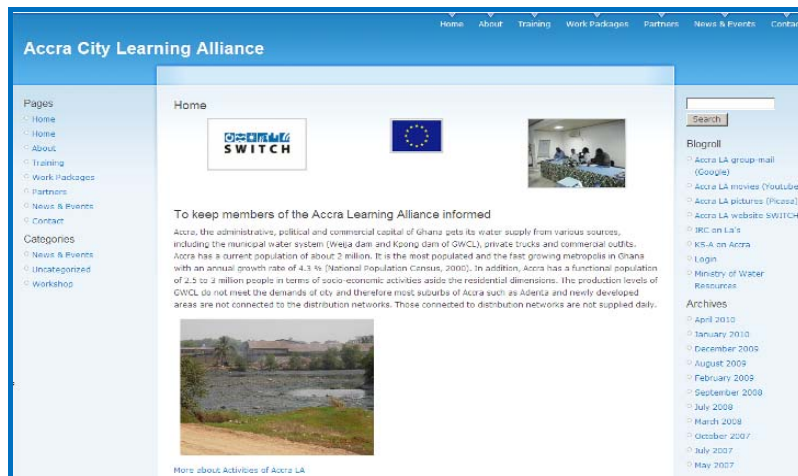 Home About Training Work Packages Partners News & Events Contac
Accra City Learning Alliance
Pages
Home
Home
About
Training
Work Packages
Partners
News & Events
Contact
Categories
News & Events
Uncategorized
Workshop
Home
SWITCH
To keep members of the Accra Learning Alliance informed
Accra, the administrative, political and commercial capital of Ghana gets its water supply from various sources,
including the municipal water system (Weija dam and Kpong dam of GWCL), private trucks and commercial outfits.
Accra has a current population of about 2 million. It is the most populated and the fast growing metropolis in Ghana
with an annual growth rate of 4.3 % (National Population Census, 2000). In addition, Accra has a functional population
of 2.5 to 3 million people in terms of socio-economic activities aside the residential dimensions. The production levels of
GWCL do not meet the demands of city and therefore most suburbs of Accra such as Adenta and newly developed
areas are not connected to the distribution networks. Those connected to distribution networks are not supplied daily.
More about Activities of Accra LA
Search
Blogroll
Accra LA group-mail
(Google)
Accra LA movies (Youtube
Accra LA pictures (Picasa)
Accra LA website SWITCH
IRC on La's
KS-A on Accra
Login
Ministry of Water
Resources
Archives
April 2010
January 2010
December 2009
August 2009
February 2009
September 2008
July 2008
March 2008
October 2007
July 2007
May 2007